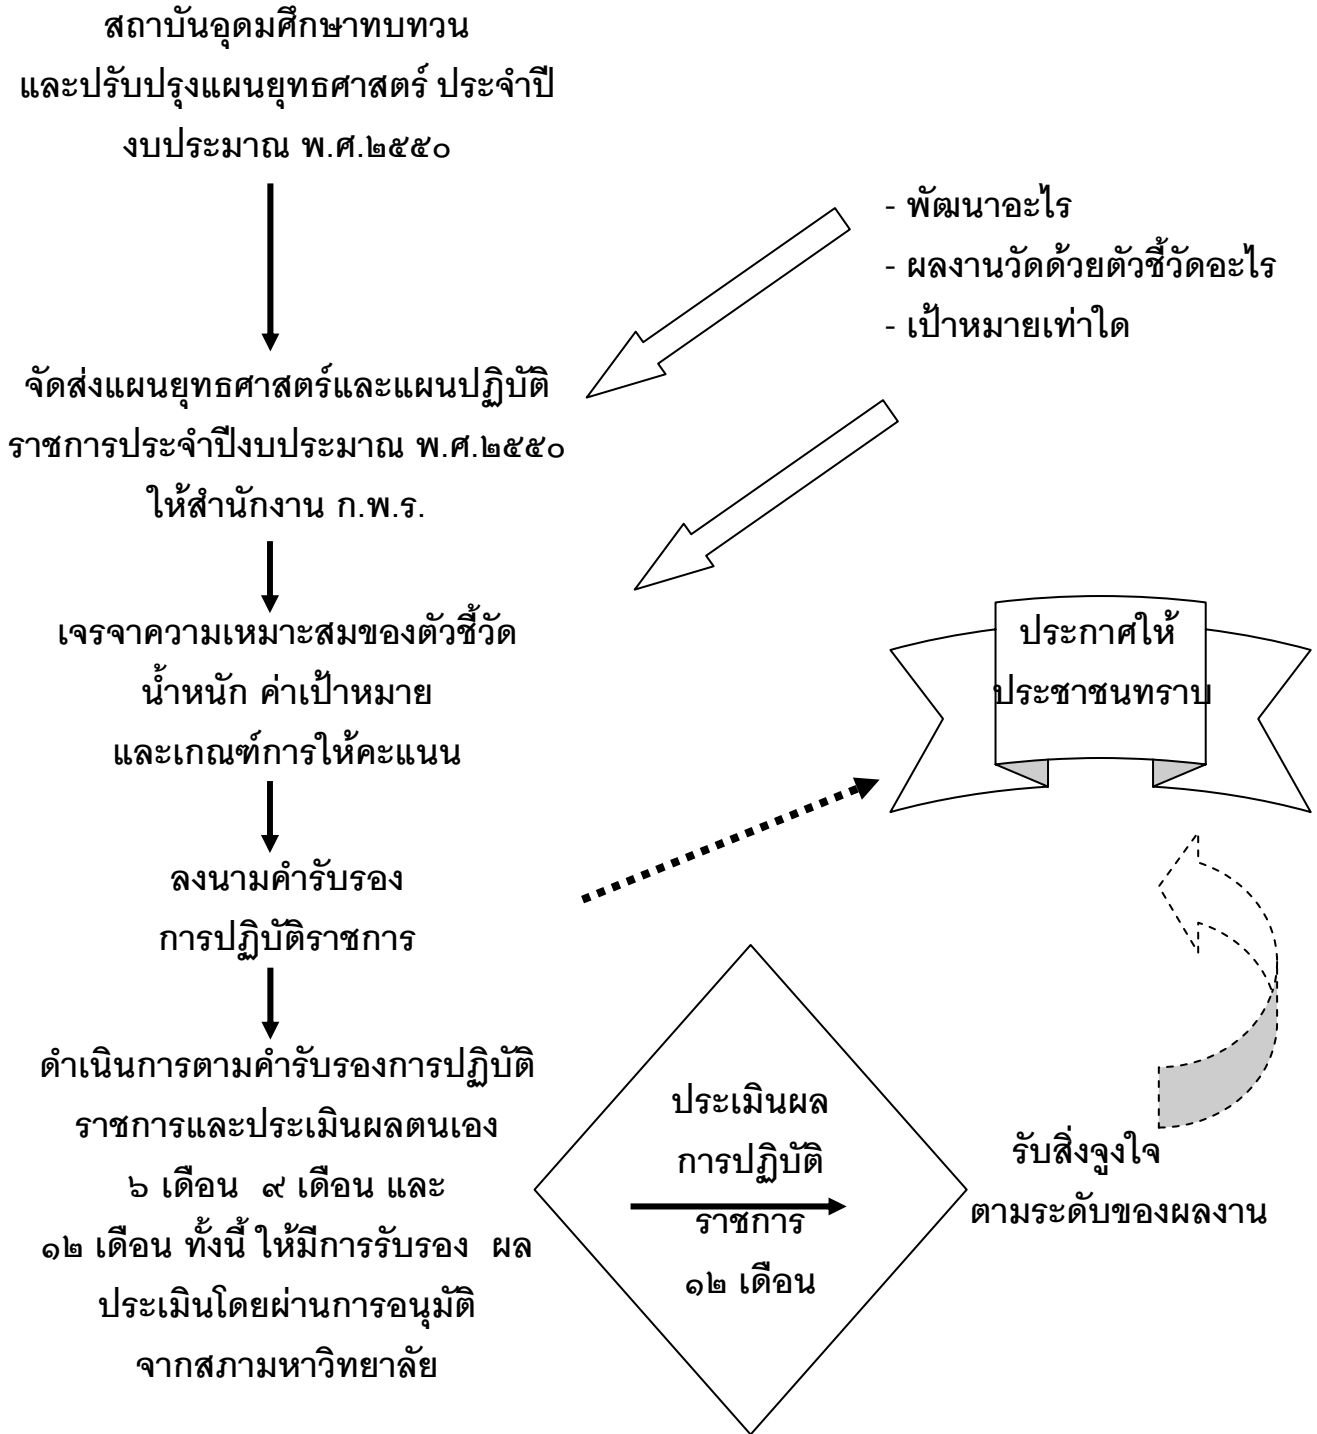 สถาบันอุดมศึกษาทบทวน
และปรับปรุงแผนยุทธศาสตร์ ประจำปี
งบประมาณ พ.ศ.๒๕๕๐
- พัฒนาอะไร
- ผลงานวัดด้วยตัวชี้วัดอะไร
- เป้าหมายเท่าใด
จัดส่งแผนยุทธศาสตร์และแผนปฏิบัติ
ราชการประจำปีงบประมาณ พ.ศ.๒๕๕๐
ให้สำนักงาน ก.พ.ร.
เจรจาความเหมาะสมของตัวชี้วัด
น้ำหนัก ค่าเป้าหมาย
และเกณฑ์การให้คะแนน
ประกาศให้
ประชาชนทราบ
ลงนามคำรับรอง
การปฏิบัติราชการ
ดำเนินการตามคำรับรองการปฏิบัติ
ราชการและประเมินผลตนเอง
๖ เดือน ๙ เดือน และ
๑๒ เดือน ทั้งนี้ ให้มีการรับรอง ผล
ประเมินโดยผ่านการอนุมัติ
จากสภามหาวิทยาลัย
ประเมินผล
การปฏิบัติ
ราชการ
๑๒ เดือน
รับสิ่งจูงใจ
ตามระดับของผลงาน